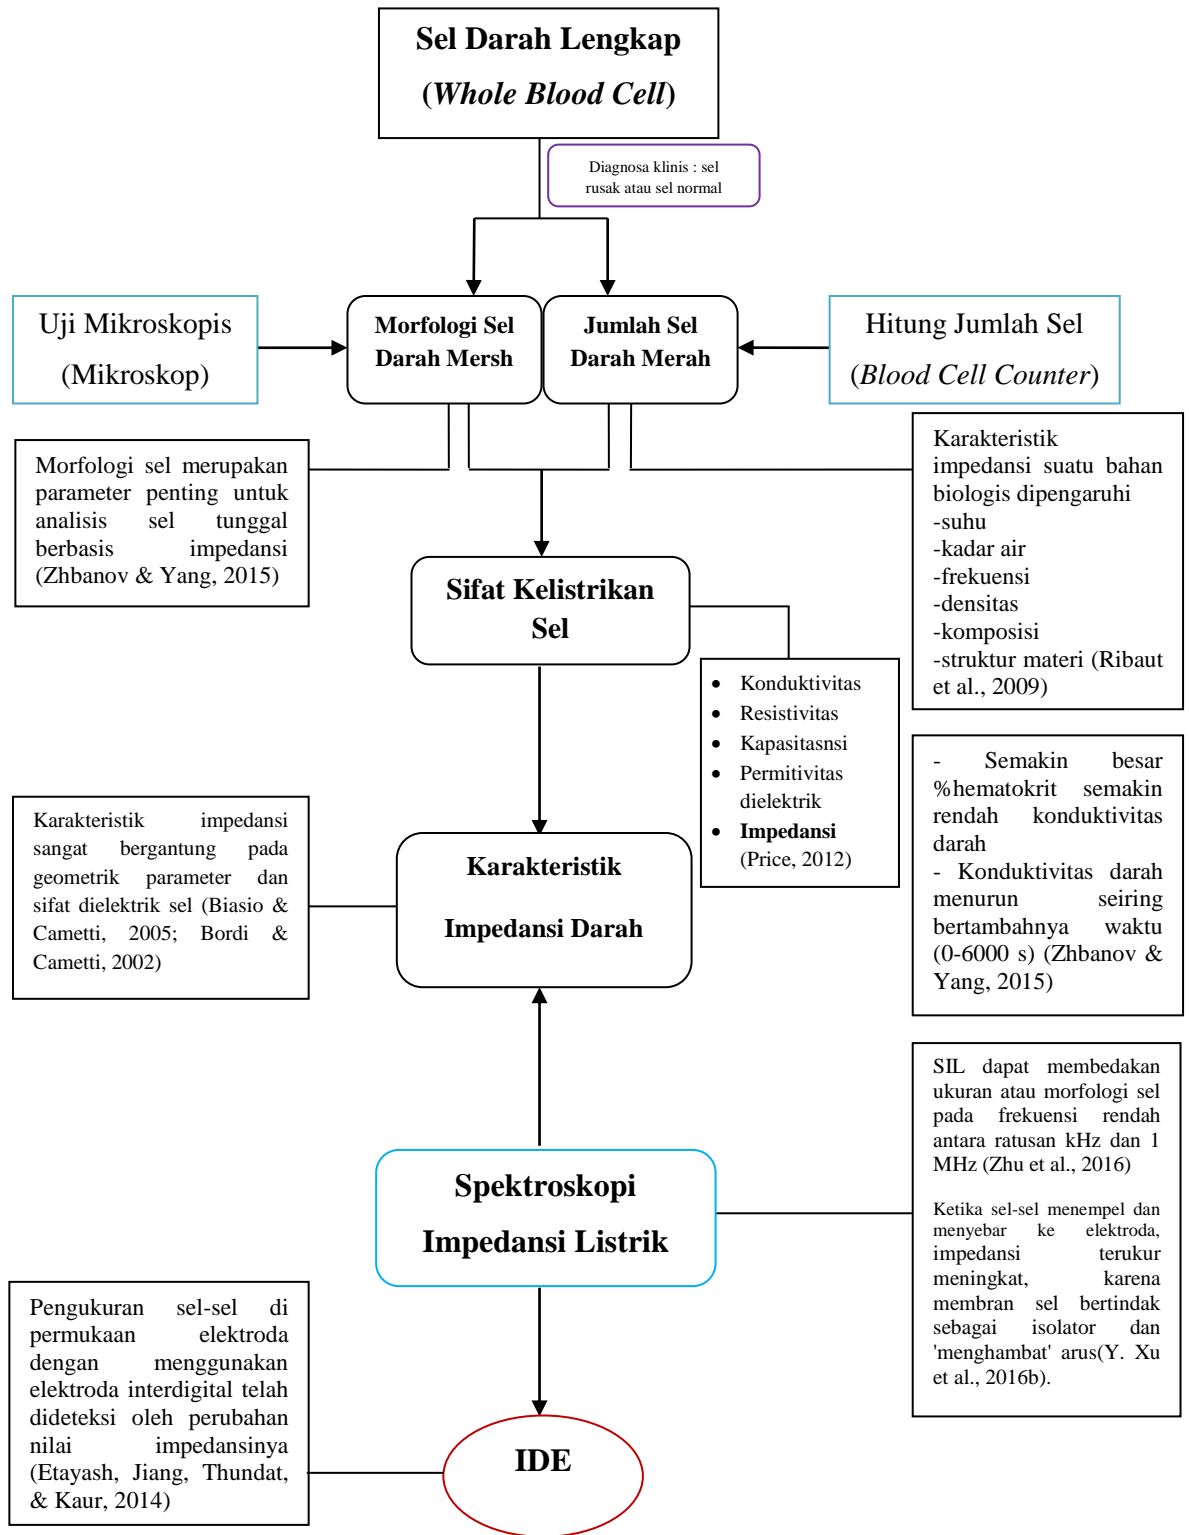 Sel Darah Lengkap
(Whole Blood Cell)
Diagnosa klinis : sel
rusak atau sel normal
Uji Mikroskopis
(Mikroskop)
Morfologi Sel
Darah Mersh
Jumlah Sel
Darah Merah
Hitung Jumlah Sel
(Blood Cell Counter)
Morfologi sel merupakan
parameter penting untuk
analisis sel tunggal
berbasis impedansi
(Zhbanov & Yang, 2015)
Karakteristik
impedansi suatu bahan
biologis dipengaruhi
-suhu
-kadar air
-frekuensi
-densitas
-komposisi
-struktur materi (Ribaut
et al., 2009)
Sifat Kelistrikan
Sel
• Konduktivitas
• Resistivitas
• Kapasitasnsi
• Permitivitas
dielektrik
• Impedansi
(Price, 2012)
- Semakin besar
%hematokrit semakin
rendah konduktivitas
darah
- Konduktivitas darah
menurun seiring
bertambahnya waktu
(0-6000 s) (Zhbanov &
Yang, 2015)
Karakteristik impedansi
sangat bergantung pada
geometrik parameter dan
sifat dielektrik sel (Biasio &
Cametti, 2005; Bordi &
Cametti, 2002)
Karakteristik
Impedansi Darah
SIL dapat membedakan
ukuran atau morfologi sel
pada frekuensi rendah
antara ratusan kHz dan 1
MHz (Zhu et al., 2016)
Ketika sel-sel menempel dan
menyebar ke elektroda,
impedansi terukur
meningkat, karena
membran sel bertindak
sebagai isolator dan
'menghambat' arus(Y. Xu
et al., 2016b).
Spektroskopi
Impedansi Listrik
Pengukuran sel-sel di
permukaan elektroda
dengan menggunakan
elektroda interdigital telah
dideteksi oleh perubahan
nilai impedansinya
(Etayash, Jiang, Thundat,
& Kaur, 2014)
IDE